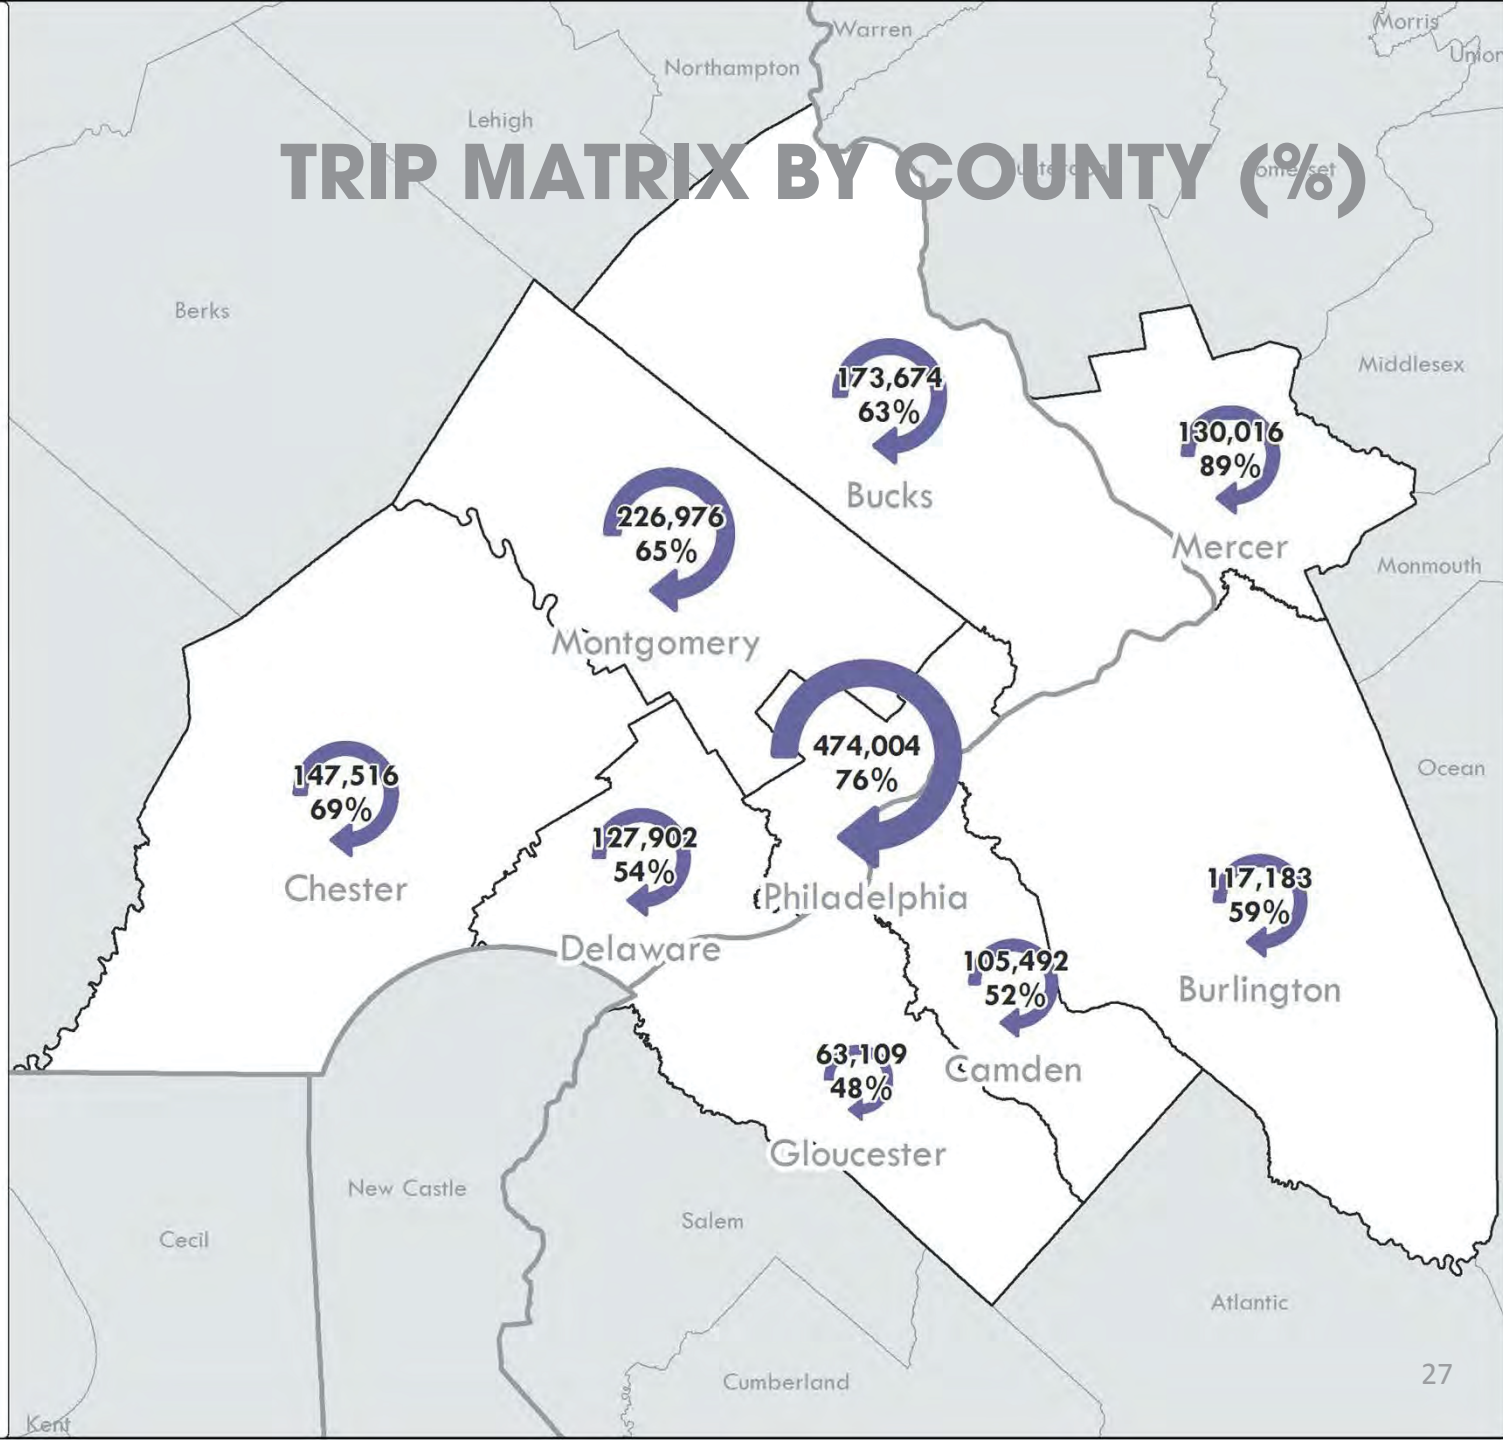 Warren
Morris
Union
Northampton
Lehigh
TRIP MATRIX BY COUNTY (%)
Berks
Middlesex
173,674
63%
Bucks
130,016
89%
Mercer
226,976
65%
Montgomery
Monmouth
474,004
76%
Philadelphia
Ocean
147,516
69%
Chester
127,902
54%
Delaware
117,183
59%
Burlington
105,492
52%
Camden
63,109
48%
Gloucester
New Castle
Salem
Cecil
Atlantic
Cumberland
27
Kent